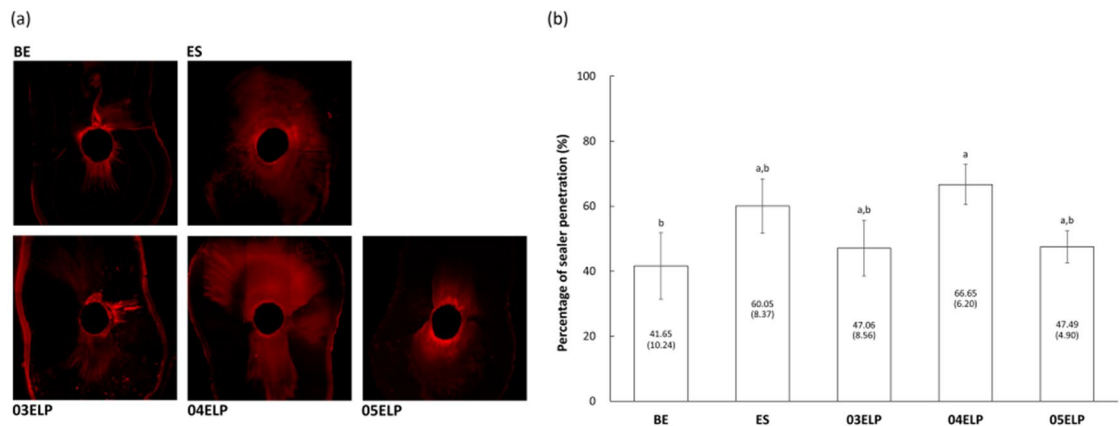 (a)
BE
ES
03ELP
04ELP
05ELP
(b)
Percentage of sealer penetration (%)
100
80
60
40
20
0
b
a,b
a,b
a
a,b
41.65
(10.24)
60.05
(8.37)
47.06
(8.56)
66.65
(6.20)
47.49
(4.90)
BE
ES
03ELP
04ELP
05ELP